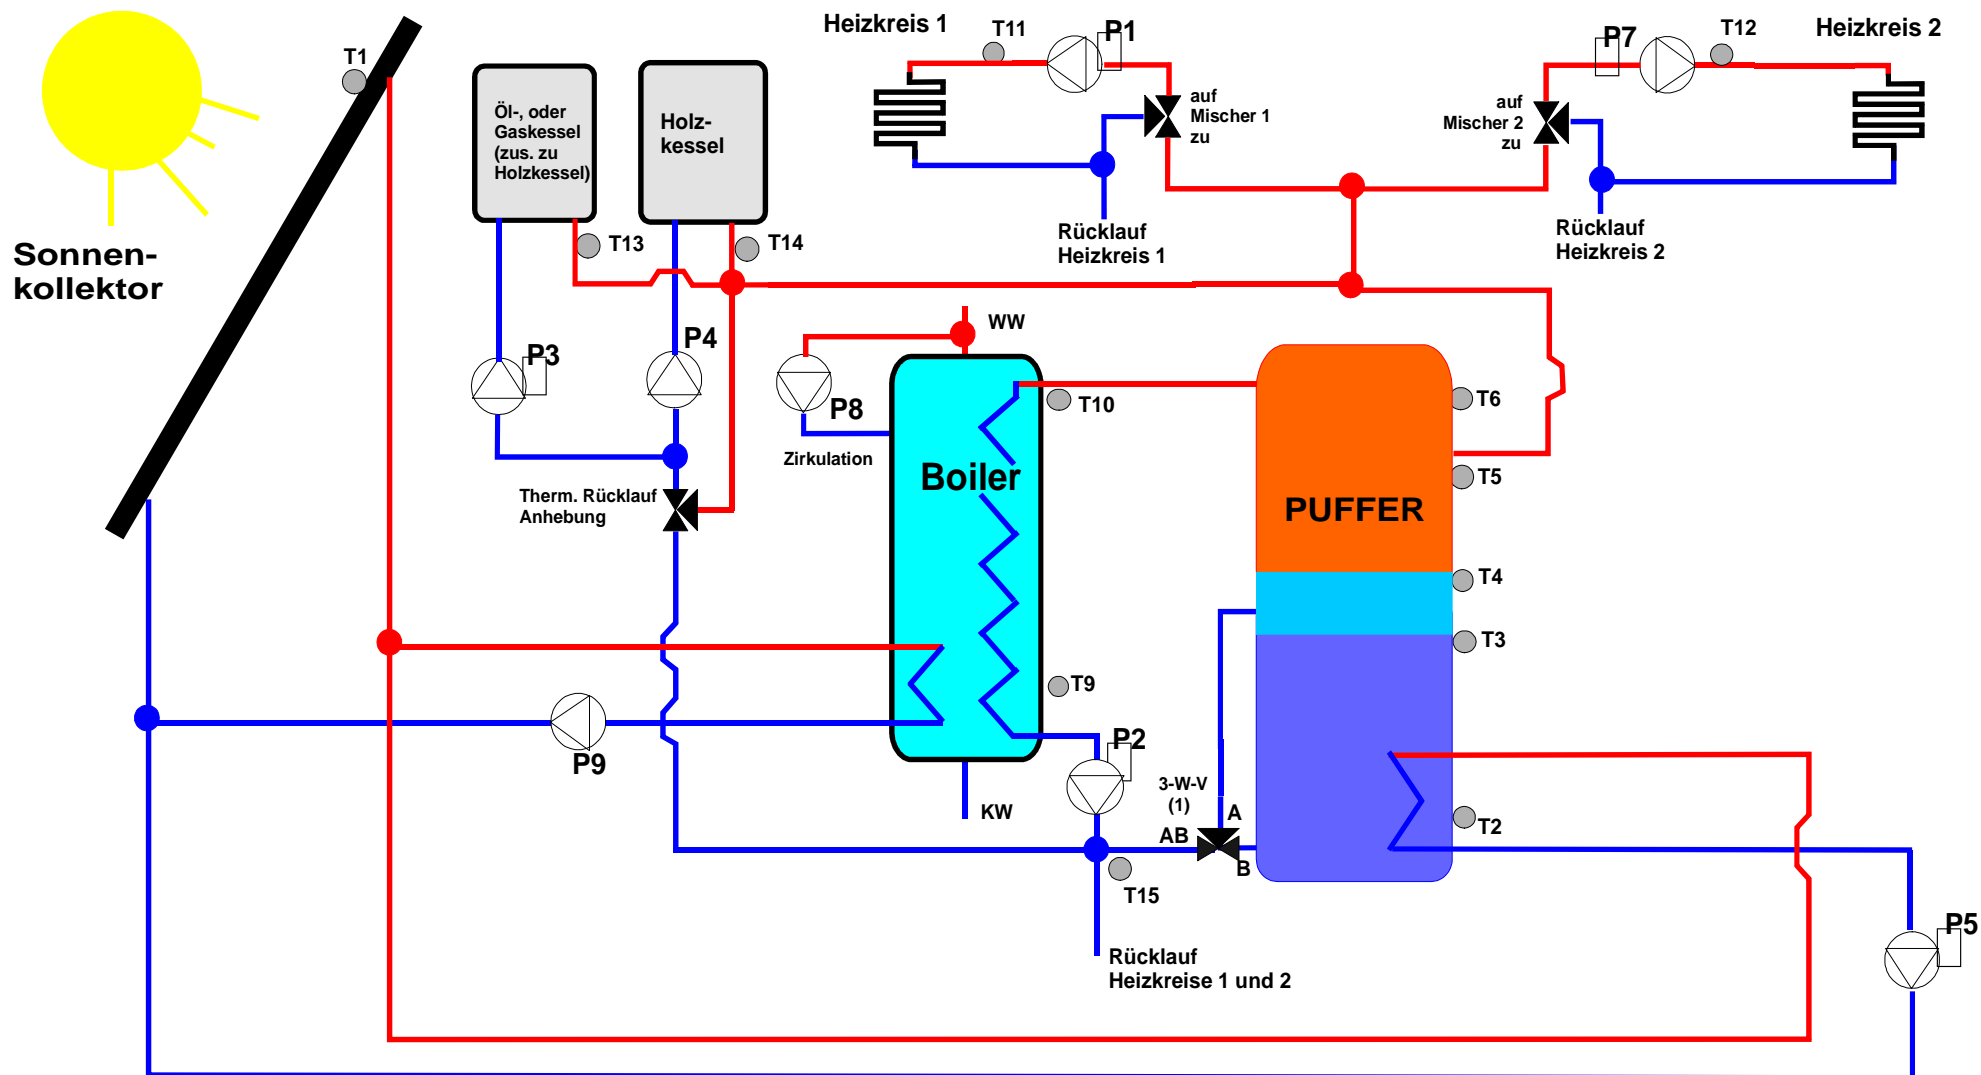 Heizkreis 1
T11
P1
P7
T12
Heizkreis 2
T1
Öl-, oder
Gaskessel
(zus. zu
Holzkessel)
Holz-
kessel
auf
Mischer 1
zu
auf
Mischer 2
zu
Sonnen-
kollektor
T13
T14
Rücklauf
Heizkreis 1
Rücklauf
Heizkreis 2
WW
P3
P4
P8
T10
T6
Zirkulation
Boiler
T5
PUFFER
Therm. Rücklauf
Anhebung
T4
T3
T9
P9
P2
3-W-V
(1)
A
KW
AB
B
T2
T15
P5
Rücklauf
Heizkreise 1 und 2